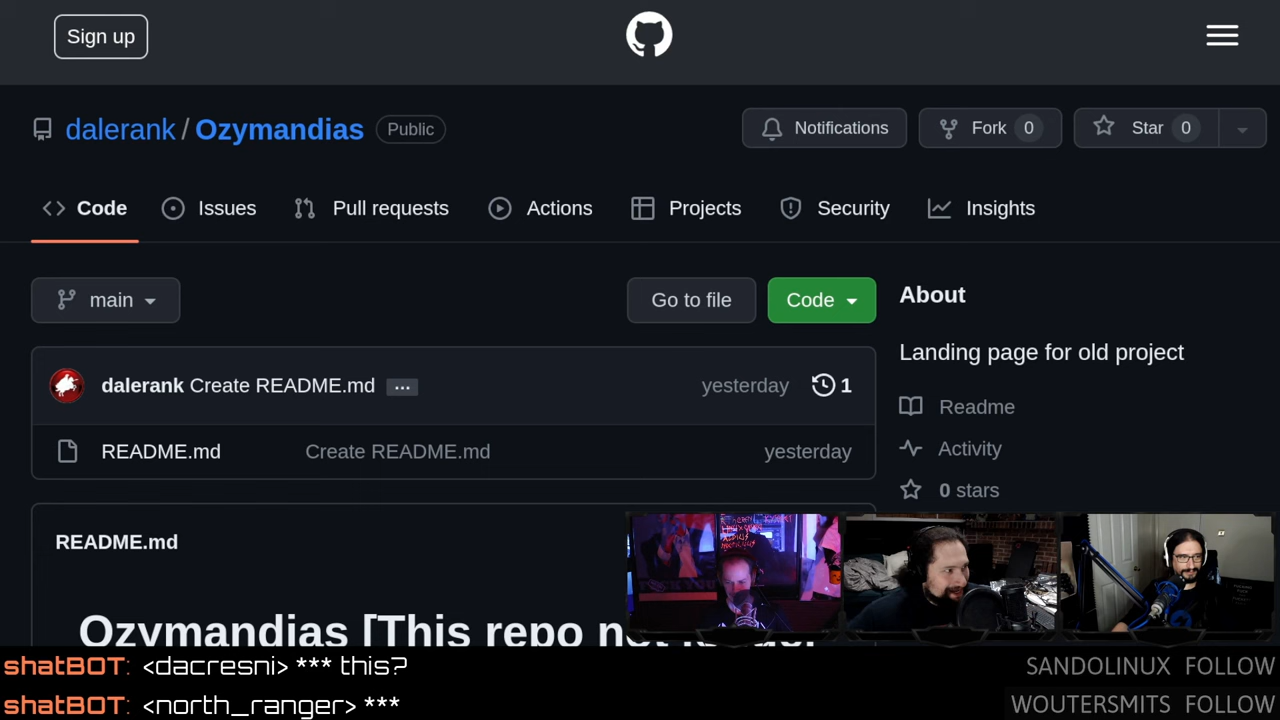 Sign up
dalerank / Ozymandias Public
Notifications Fork 0 Star 0
Code Issues Pull requests Actions Projects Security Insights
main Go to file Code
About
Landing page for old project
dalerank Create README.md ... yesterday 1
README.md Create README.md yesterday
Readme
Activity
0 stars
README.md
Ozymandias [This repo
shatBOT: <dacresni> *** this?
shatBOT: <north_ranger> ***
SANDOLINUX FOLLOW
WOUTERSMITS FOLLOW